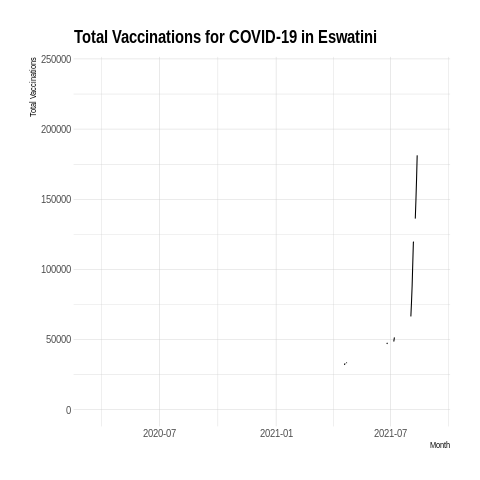 Total Vaccinations for COVID-19 in Eswatini
Total Vaccinations
250000
200000
150000
100000
50000
0
2020-07 2021-01 2021-07
Month